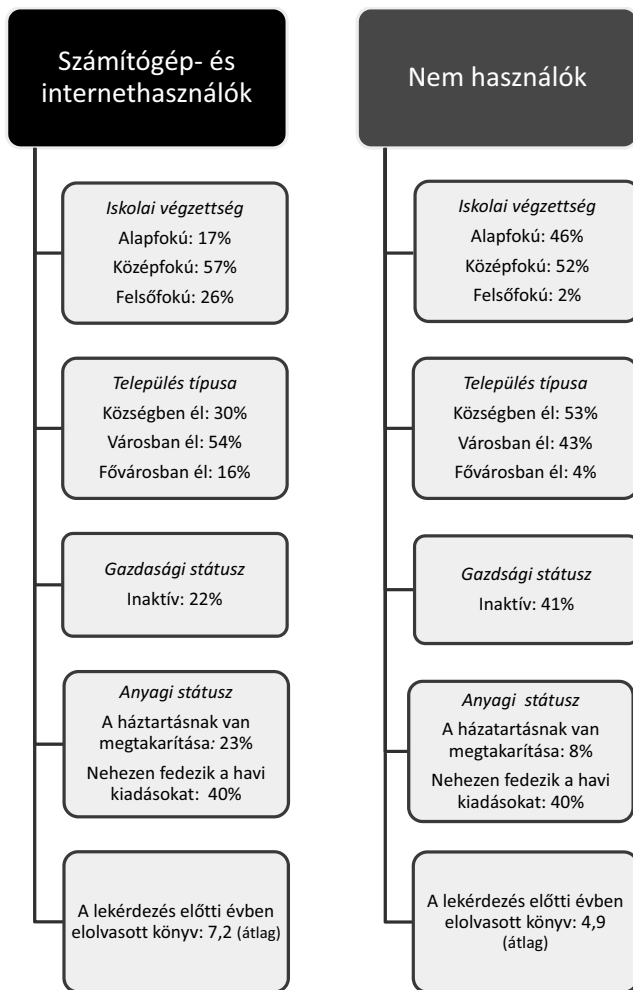 Számítógép- és
internethasználók
Iskolai végzettség
Alapfokú: 17%
Középfokú: 57%
Felsőfokú: 26%
Település típusa
Községben él: 30%
Városban él: 54%
Fővárosban él: 16%
Gazdasági státusz
Inaktív: 22%
Anyagi státusz
A háztartásnak van
megtakarítása: 23%
Nehezen fedezik a havi
kiadásokat: 40%
A lekérdezés előtti évben
elolvasott könyv: 7,2 (átlag)
Nem használók
Iskolai végzettség
Alapfokú: 46%
Középfokú: 52%
Felsőfokú: 2%
Település típusa
Községben él: 53%
Városban él: 43%
Fővárosban él: 4%
Gazdsági státusz
Inaktív: 41%
Anyagi státusz
A házatartásnak van
megtakarítása: 8%
Nehezen fedezik a havi
kiadásokat: 40%
A lekérdezés előtti évben
elolvasott könyv: 4,9
(átlag)